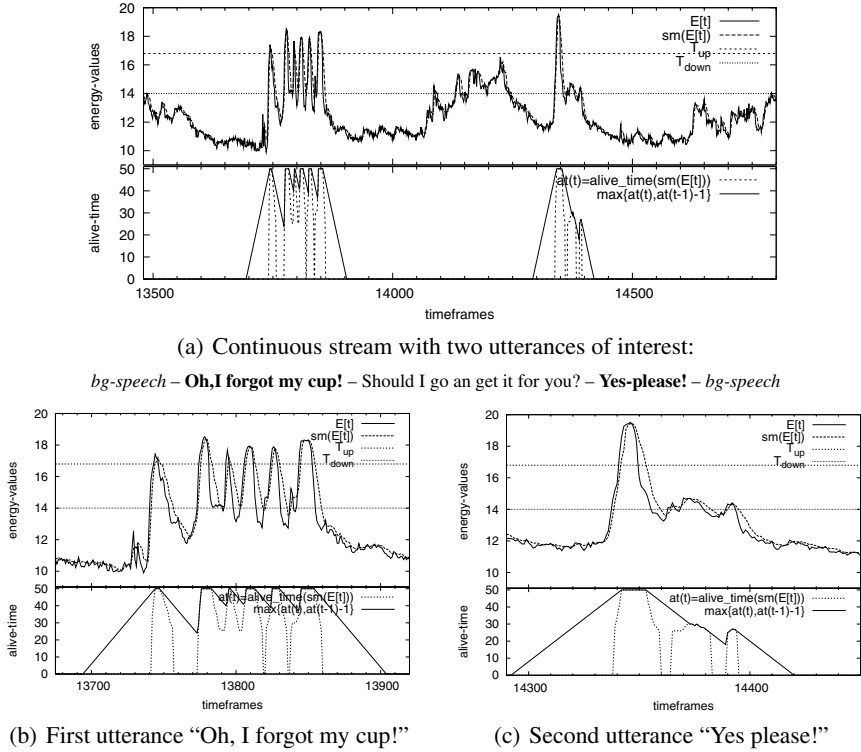 20
18
16
14
12
10
energy-values
E[t]
sm(E[t])
T_up
T_down
50
40
30
20
10
0
alive-time
at(t)=alive_time(sm(E[t]))
max{at(t),at(t-1)-1}
13500 14000 14500
timeframes
(a) Continuous stream with two utterances of interest:
bg-speech – Oh,I forgot my cup! – Should I go an get it for you? – Yes-please! – bg-speech
20
18
16
14
12
10
energy-values
E[t]
sm(E[t])
T_up
T_down
50
40
30
20
10
0
alive-time
at(t)=alive_time(sm(E[t]))
max{at(t),at(t-1)-1}
13700 13800 13900
timeframes
(b) First utterance “Oh, I forgot my cup!”
20
18
16
14
12
10
energy-values
E[t]
sm(E[t])
T_up
T_down
50
40
30
20
10
0
alive-time
at(t)=alive_time(sm(E[t]))
max{at(t),at(t-1)-1}
14300 14400
timeframes
(c) Second utterance “Yes please!”